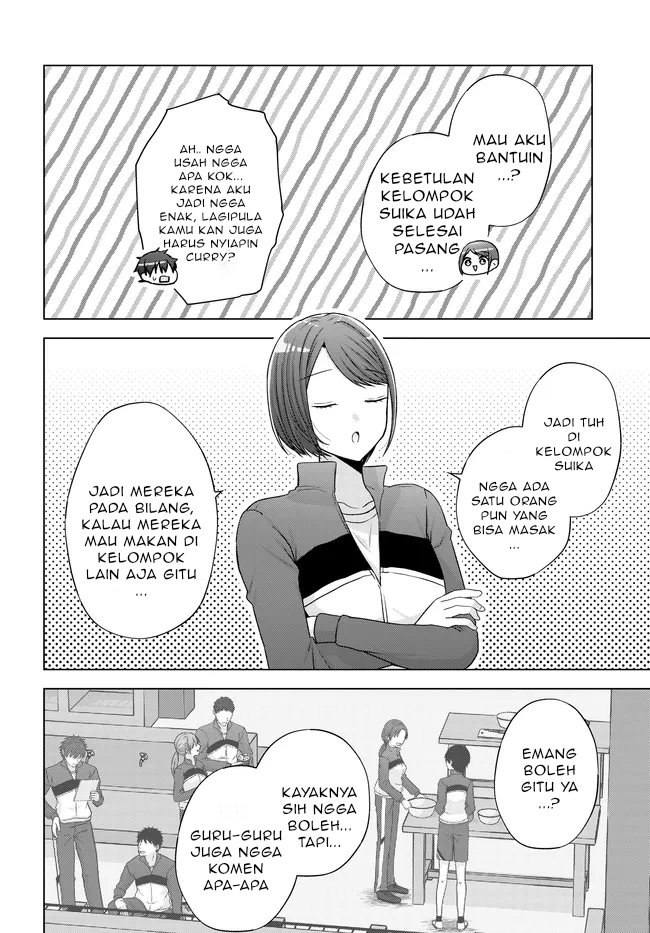 MAU AKU
BANTUIN
...?
KEBETULAN
KELOMPOK
SUIKA UDAH
SELESAI
PASANG
...
AH.. NGGA
USAH NGGA
APA KOK...
KARENA AKU
JADI NGGA
ENAK, LAGIPULA
KAMU KAN JUGA
HARUS NYIAPIN
CURRY?
JADI TUH
DI
KELOMPOK
SUIKA
NGGA ADA
SATU ORANG
PUN YANG
BISA MASAK
...
JADI MEREKA
PADA BILANG,
KALAU MEREKA
MAU MAKAN DI
KELOMPOK
LAIN AJA GITU
...
EMANG
BOLEH
GITU YA
...?
KAYAKNYA
SIH NGGA
BOLEH...
TAPI...
GURU-GURU
JUGA NGGA
KOMEN
APA-APA